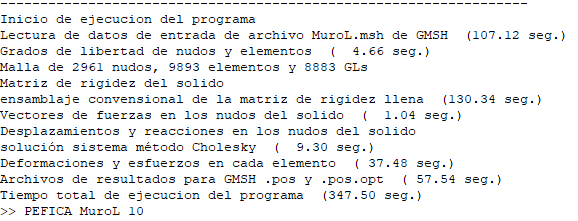 -------------------------------------------------------------------
Inicio de ejecucion del programa
Lectura de datos de entrada de archivo MuroL.msh de GMSH  (107.12 seg.)
Grados de libertad de nudos y elementos  (  4.66 seg.)
Malla de 2961 nudos, 9893 elementos y 8883 GLs
Matriz de rigidez del solido
ensamblaje convensional de la matriz de rigidez llena  (130.34 seg.)
Vectores de fuerzas en los nudos del solido  (  1.04 seg.)
Desplazamientos y reacciones en los nudos del solido
solución sistema método Cholesky  (  9.30 seg.)
Deformaciones y esfuerzos en cada elemento  ( 37.48 seg.)
Archivos de resultados para GMSH .pos y .pos.opt  ( 57.54 seg.)
Tiempo total de ejecucion del programa  (347.50 seg.)
>> PEFICA MuroL 10